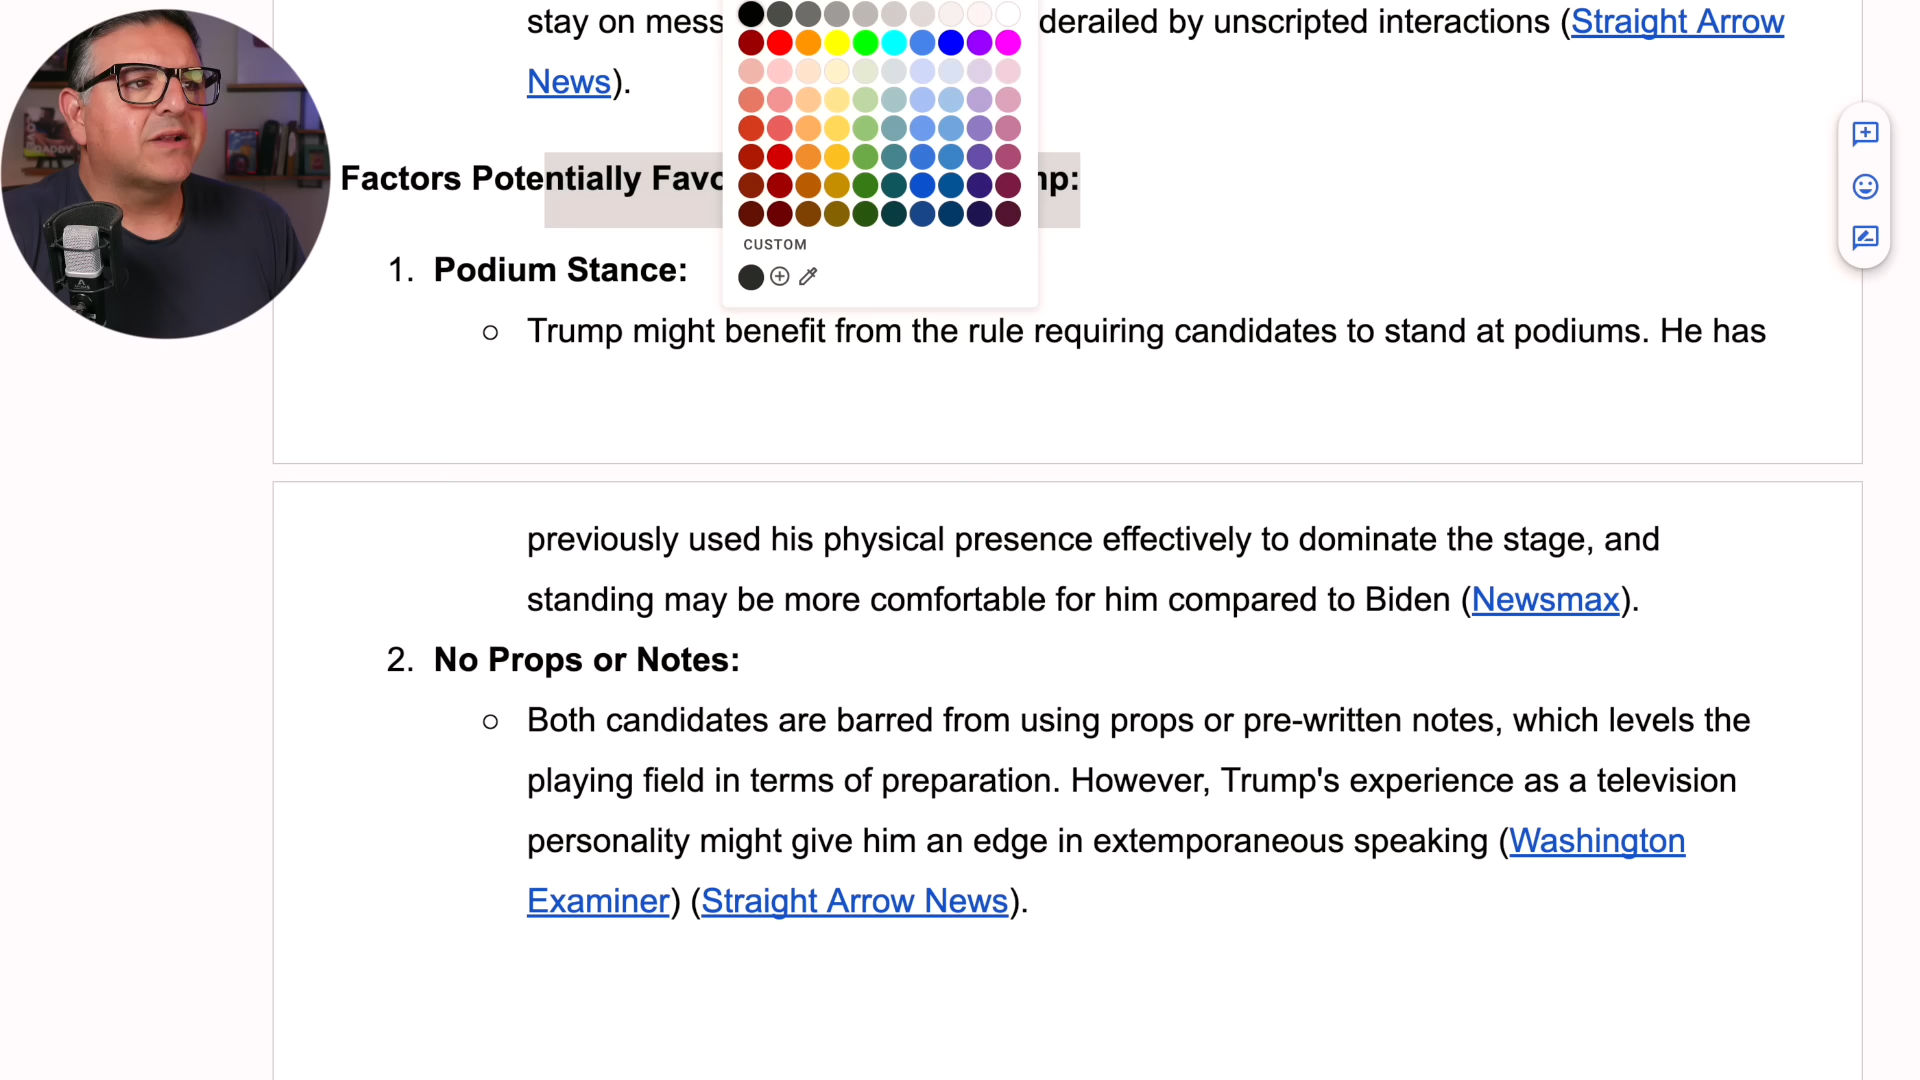 stay on mess derailed by unscripted interactions (Straight Arrow
News).
Factors Potentially Favo mp:
1. Podium Stance:
○ Trump might benefit from the rule requiring candidates to stand at podiums. He has
previously used his physical presence effectively to dominate the stage, and
standing may be more comfortable for him compared to Biden (Newsmax).
2. No Props or Notes:
○ Both candidates are barred from using props or pre-written notes, which levels the
playing field in terms of preparation. However, Trump's experience as a television
personality might give him an edge in extemporaneous speaking (Washington
Examiner) (Straight Arrow News).
CUSTOM